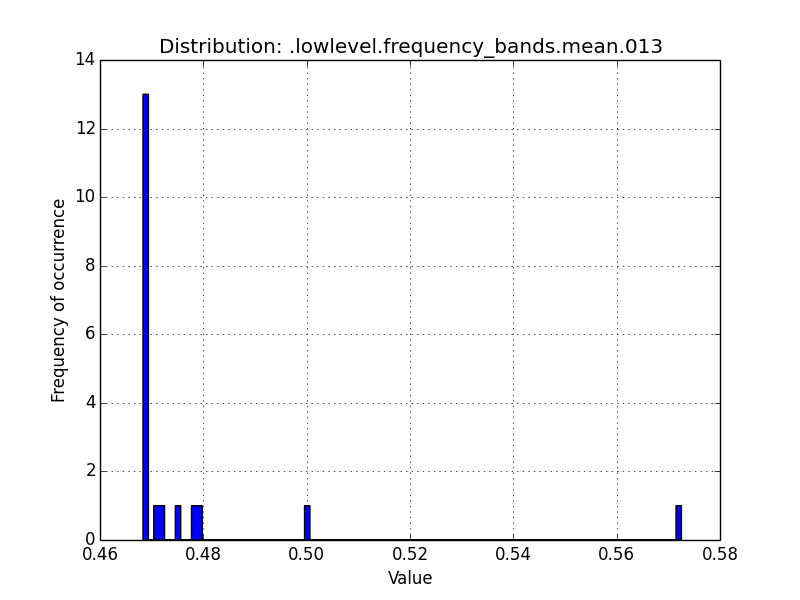 Distribution: .lowlevel.frequency_bands.mean.013
14
12
10
8
6
4
2
0
Frequency of occurrence
0.46 0.48 0.50 0.52 0.54 0.56 0.58
Value